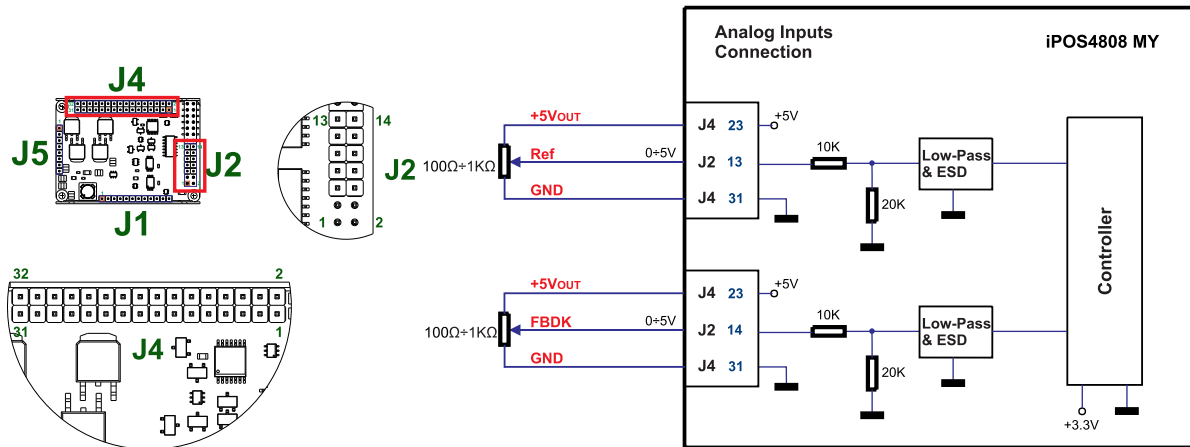 J4
J5
J2
J1
13
14
J2
1
2
32
2
31
1
J4
Analog Inputs
Connection
iPOS4808 MY
+5VOUT
J4 23
+5V
100Ω÷1KΩ
Ref
0÷5V
J2 13
10K
Low-Pass
& ESD
GND
J4 31
20K
+5VOUT
J4 23
+5V
100Ω÷1KΩ
FBDK
0÷5V
J2 14
10K
Low-Pass
& ESD
GND
J4 31
20K
Controller
+3.3V